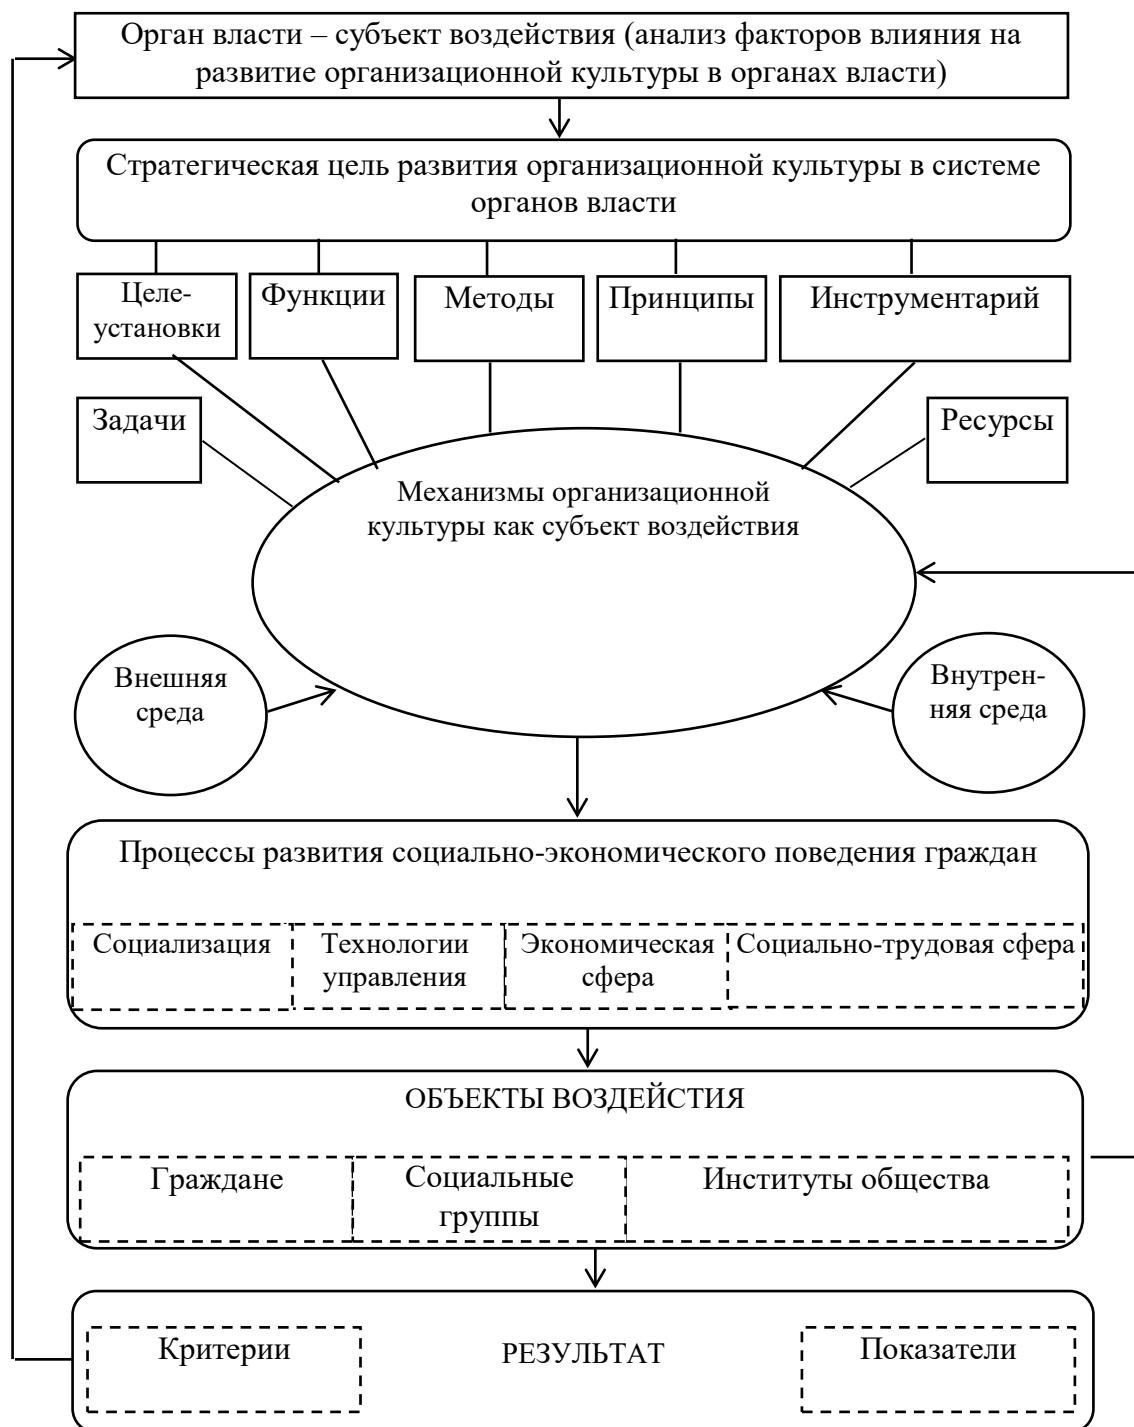 Орган власти – субъект воздействия (анализ факторов влияния на
развитие организационной культуры в органах власти)
Стратегическая цель развития организационной культуры в системе
органов власти
Целе-
установки
Функции
Методы
Принципы
Инструментарий
Задачи
Ресурсы
Механизмы организационной
культуры как субъект воздействия
Внешняя
среда
Внутрен-
няя среда
Процессы развития социально-экономического поведения граждан
Социализация
Технологии
управления
Экономическая
сфера
Социально-трудовая сфера
ОБЪЕКТЫ ВОЗДЕЙСТИЯ
Граждане
Социальные
группы
Институты общества
Критерии
РЕЗУЛЬТАТ
Показатели